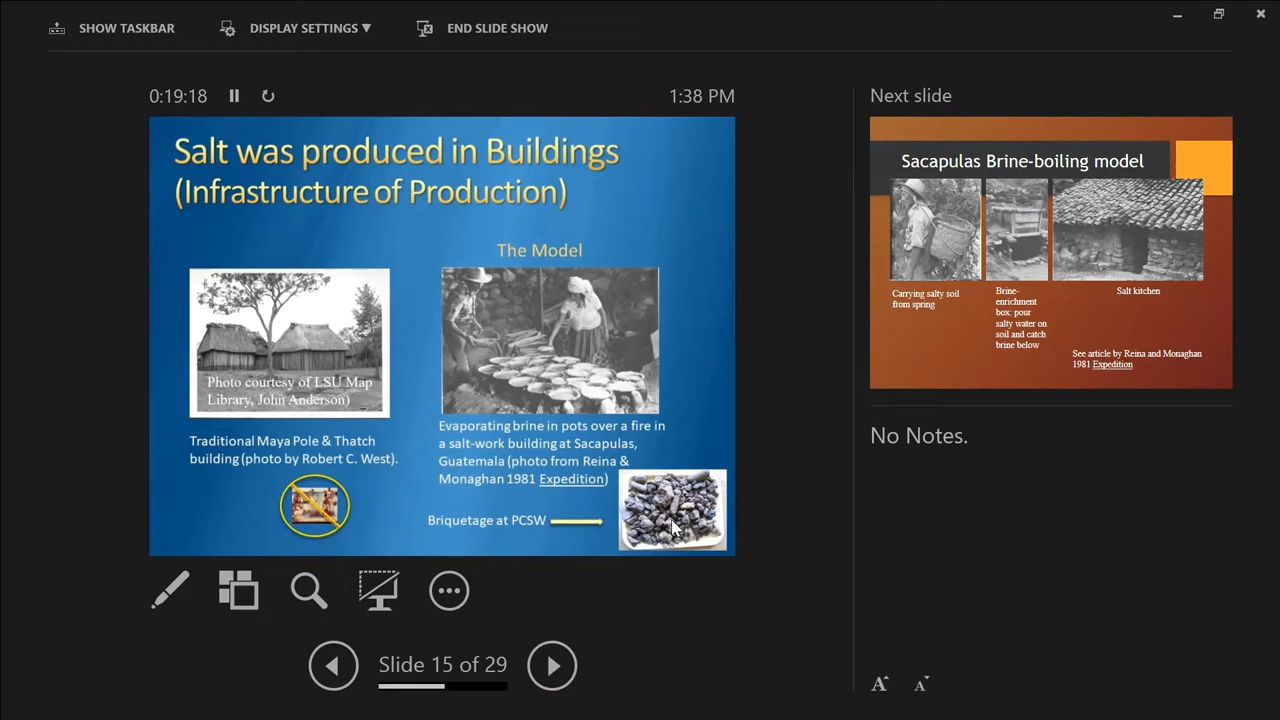 SHOW TASKBAR
DISPLAY SETTINGS ▼
END SLIDE SHOW
0:19:18
1:38 PM
Salt was produced in Buildings
(Infrastructure of Production)
The Model
Photo courtesy of LSU Map
Library, John Anderson)
Traditional Maya Pole & Thatch
building (photo by Robert C. West).
Evaporating brine in pots over a fire in
a salt-work building at Sacapulas,
Guatemala (photo from Reina &
Monaghan 1981 Expedition)
Briquetage at PCSW
Slide 15 of 29
Next slide
Sacapulas Brine-boiling model
Carrying salty soil
from spring
Brine-
enrichment
box: pour
salty water on
soil and catch
brine below
Salt kitchen
See article by Reina and Monaghan
1981 Expedition
No Notes.
A
A